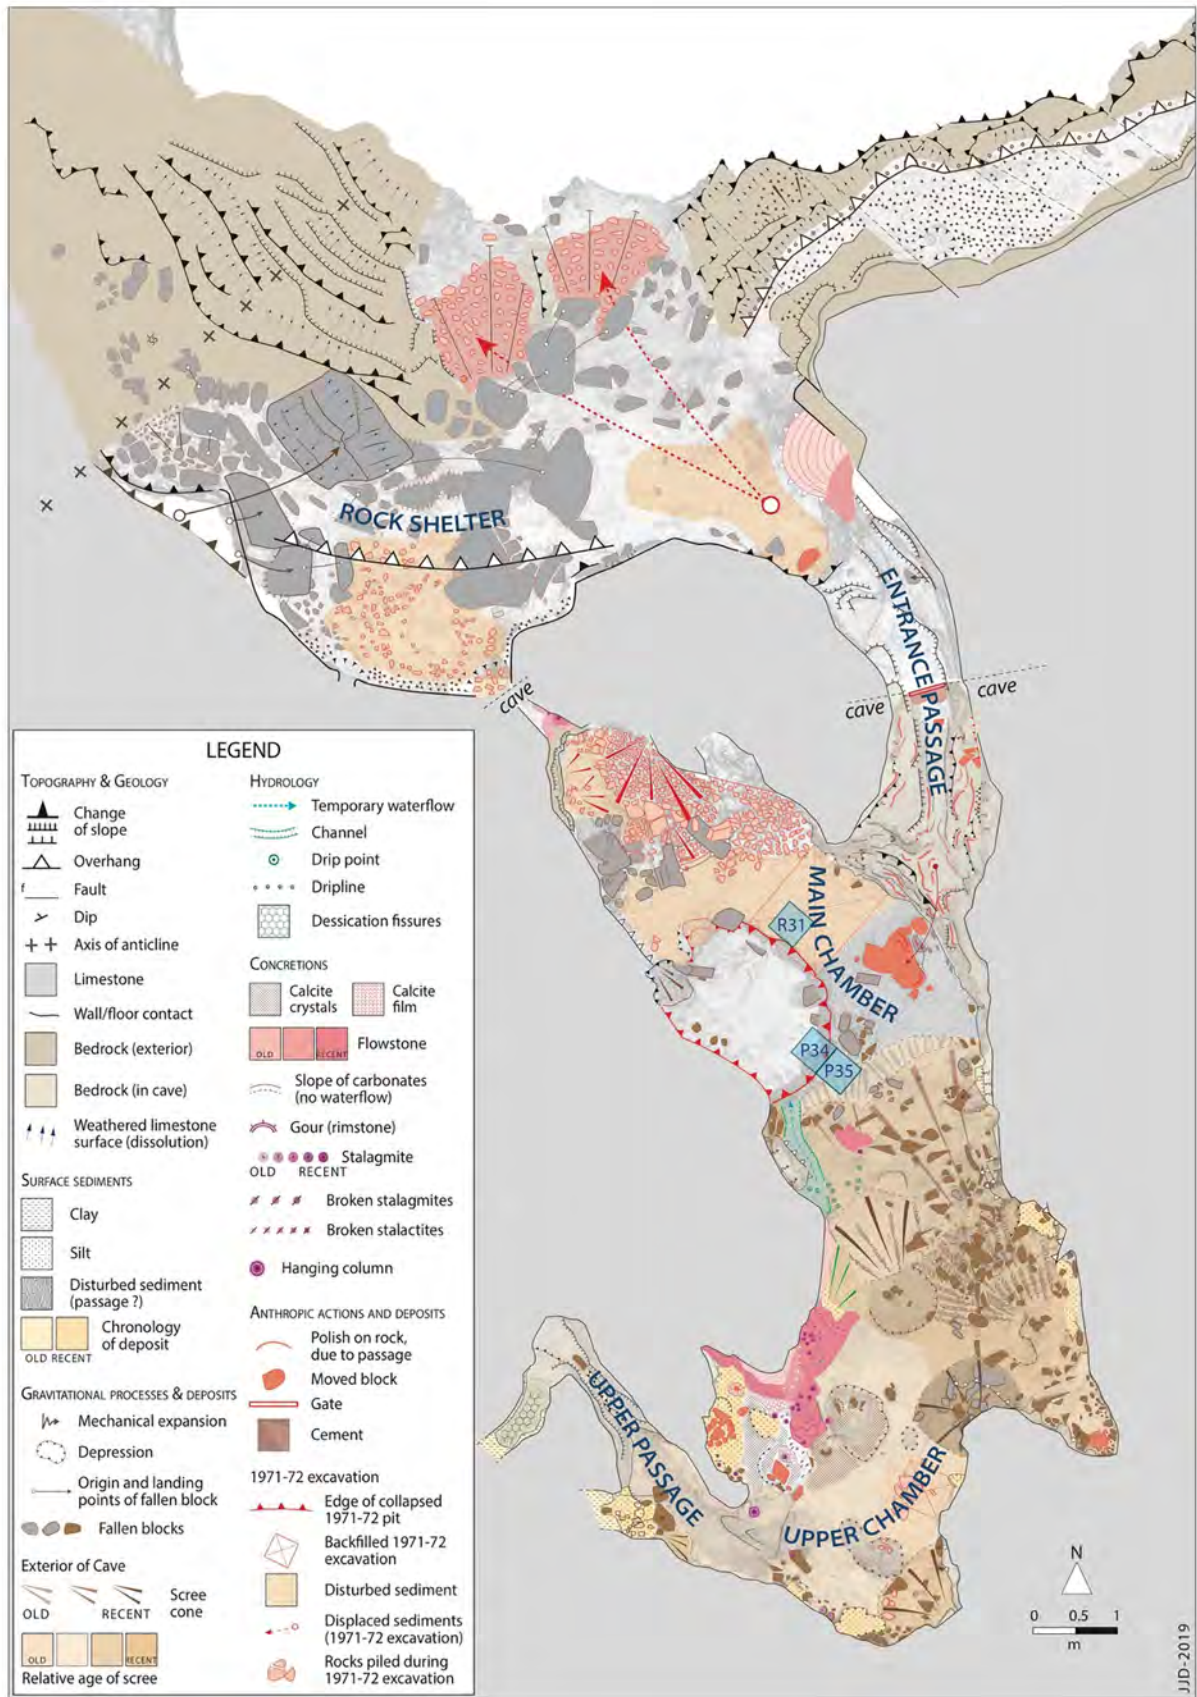 ROCK SHELTER
ENTRANCE PASSAGE
cave
cave
cave
MAIN CHAMBER
R31
P34
P35
UPPER PASSAGE
UPPER CHAMBER
N
0 0.5 1
m
JJD-2019
LEGEND
TOPOGRAPHY & GEOLOGY
Change
of slope
Overhang
f
Fault
Dip
Axis of anticline
Limestone
Wall/floor contact
Bedrock (exterior)
Bedrock (in cave)
Weathered limestone
surface (dissolution)
SURFACE SEDIMENTS
Clay
Silt
Disturbed sediment
(passage ?)
Chronology
of deposit
OLD RECENT
GRAVITATIONAL PROCESSES & DEPOSITS
Mechanical expansion
Depression
Origin and landing
points of fallen block
Fallen blocks
Exterior of Cave
Scree
cone
OLD RECENT
OLD RECENT
Relative age of scree
HYDROLOGY
Temporary waterflow
Channel
Drip point
Dripline
Dessication fissures
CONCRETIONS
Calcite
crystals
Calcite
film
OLD RECENT
Flowstone
Slope of carbonates
(no waterflow)
Gour (rimstone)
Stalagmite
OLD RECENT
Broken stalagmites
Broken stalactites
Hanging column
ANTHROPIC ACTIONS AND DEPOSITS
Polish on rock,
due to passage
Moved block
Gate
Cement
1971-72 excavation
Edge of collapsed
1971-72 pit
Backfilled 1971-72
excavation
Disturbed sediment
Displaced sediments
(1971-72 excavation)
Rocks piled during
1971-72 excavation